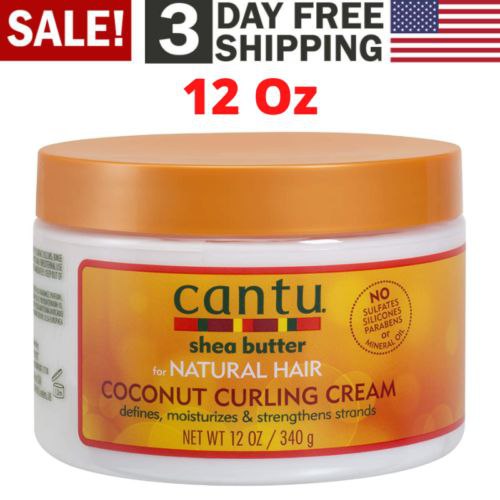 SALE!
3 DAY FREE
SHIPPING
12 Oz
cantu.
shea butter
for NATURAL HAIR
COCONUT CURLING CREAM
defines, moisturizes & strengthens strands
NET WT 12 OZ / 340 g
NO
SULFATES
SILICONES
PARABENS
or
MINERAL OIL